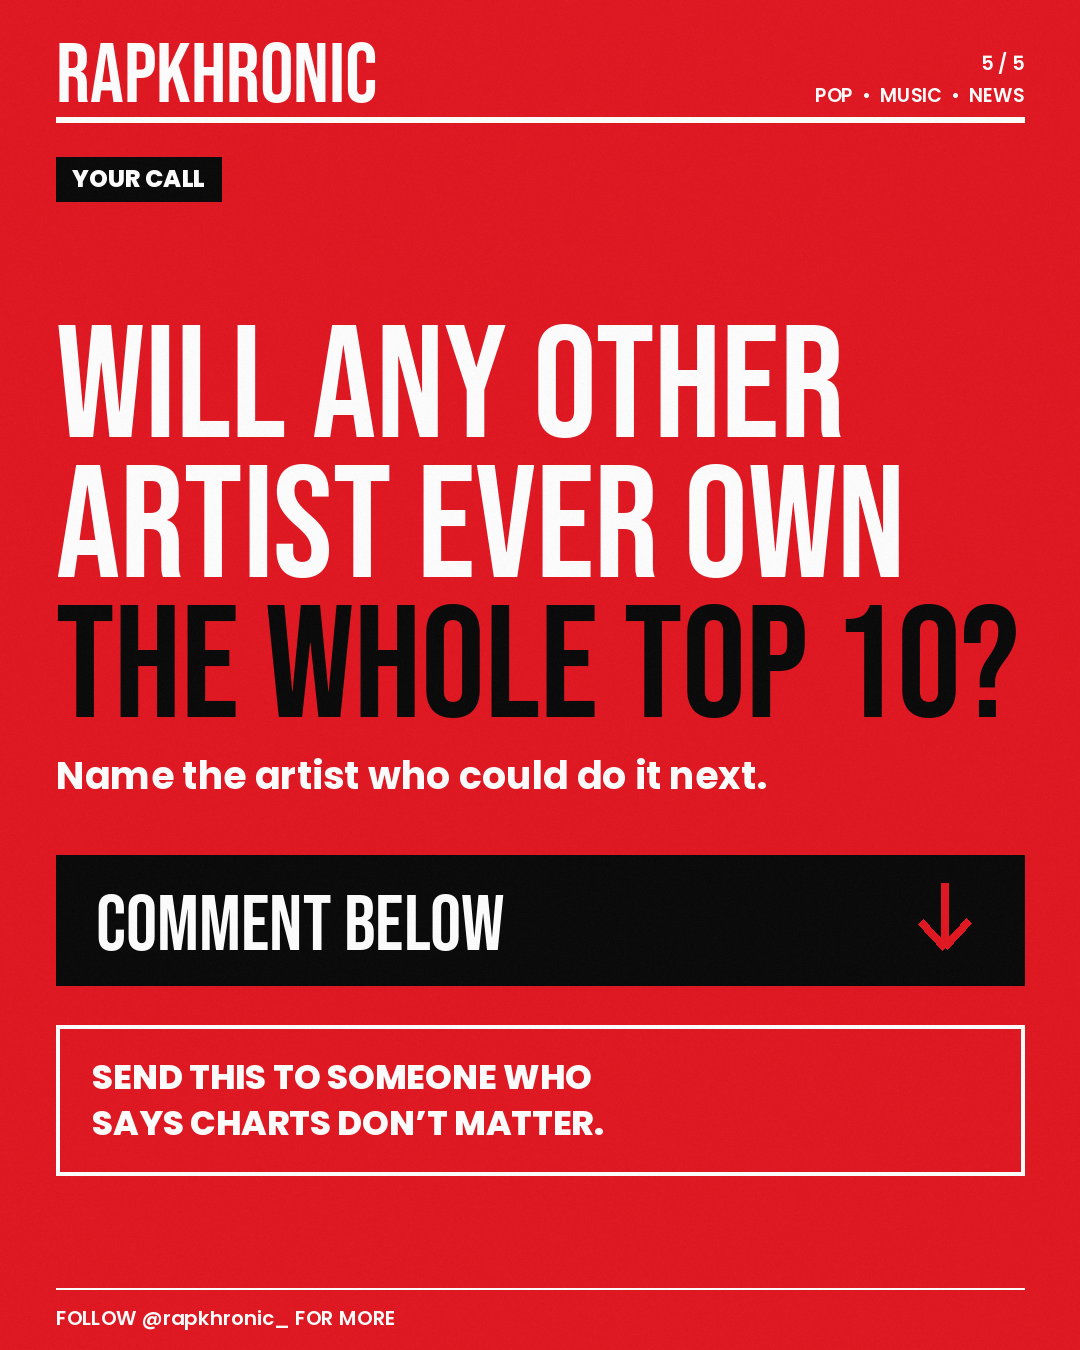 RAPKHRONIC
5 / 5
POP • MUSIC • NEWS
YOUR CALL
WILL ANY OTHER
ARTIST EVER OWN
THE WHOLE TOP 10?
Name the artist who could do it next.
COMMENT BELOW
SEND THIS TO SOMEONE WHO
SAYS CHARTS DON’T MATTER.
FOLLOW @rapkhronic_ FOR MORE